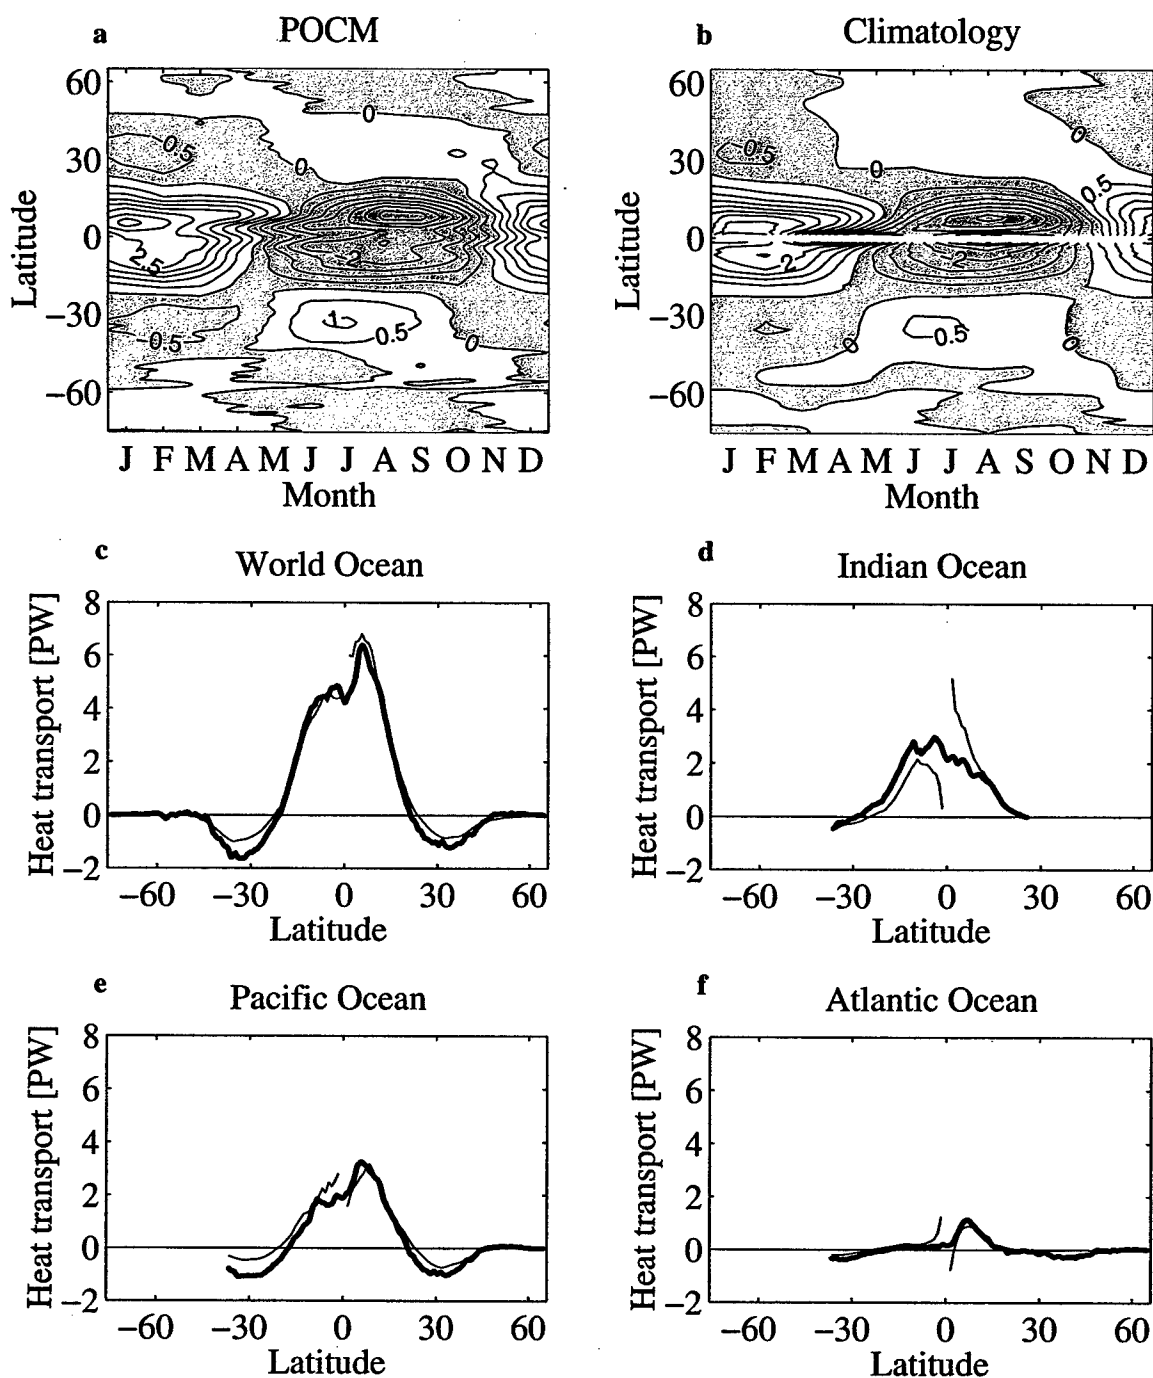 a POCM
60
30
0
−30
−60
Latitude
0
0.5
0
2.5
-2
1
0.5
-0.5
0
J F M A M J J A S O N D
Month
b Climatology
60
30
0
−30
−60
Latitude
0.5
0
0
0.5
2
-2
0.5
0
0
J F M A M J J A S O N D
Month
c World Ocean
8
6
4
2
0
−2
Heat transport [PW]
−60 −30 0 30 60
Latitude
d Indian Ocean
8
6
4
2
0
−2
Heat transport [PW]
−60 −30 0 30 60
Latitude
e Pacific Ocean
8
6
4
2
0
−2
Heat transport [PW]
−60 −30 0 30 60
Latitude
f Atlantic Ocean
8
6
4
2
0
−2
Heat transport [PW]
−60 −30 0 30 60
Latitude